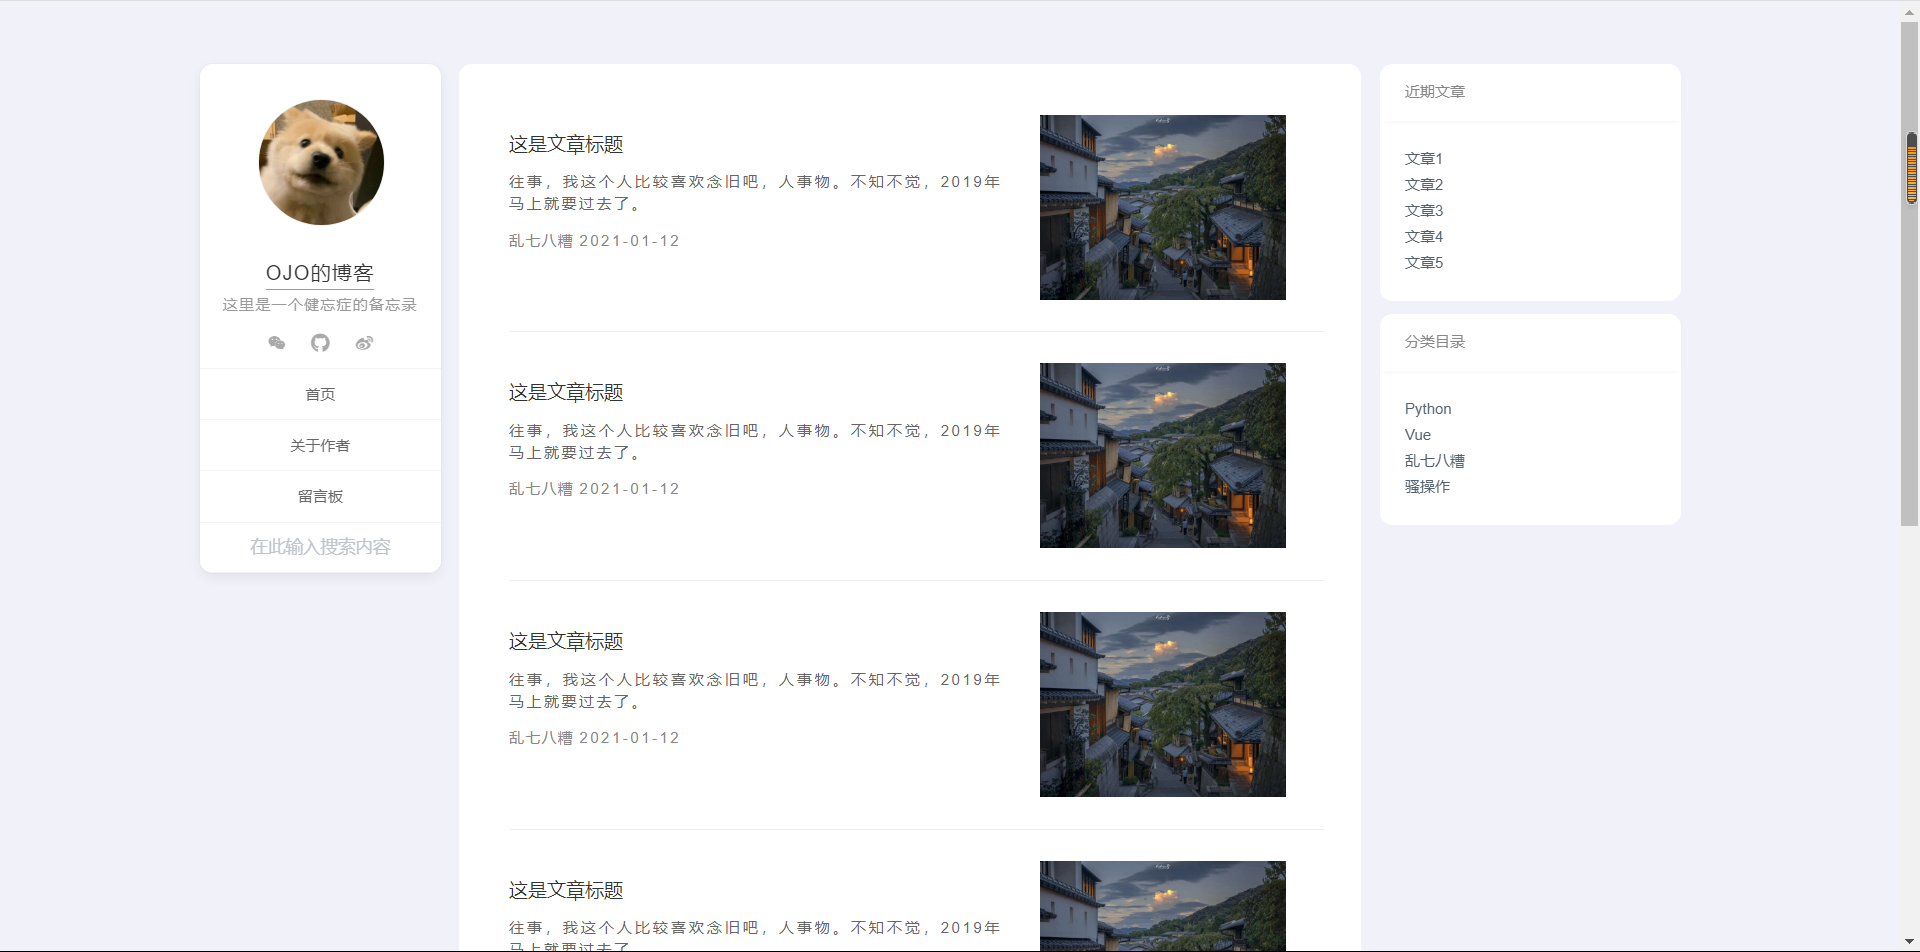 OJO的博客
这里是一个健忘症的备忘录
首页
关于作者
留言板
在此输入搜索内容
这是文章标题
往事，我这个人比较喜欢念旧吧，人事物。不知不觉，2019年
马上就要过去了。
乱七八糟 2021-01-12
这是文章标题
往事，我这个人比较喜欢念旧吧，人事物。不知不觉，2019年
马上就要过去了。
乱七八糟 2021-01-12
这是文章标题
往事，我这个人比较喜欢念旧吧，人事物。不知不觉，2019年
马上就要过去了。
乱七八糟 2021-01-12
这是文章标题
往事，我这个人比较喜欢念旧吧，人事物。不知不觉，2019年
马上就要过去了
近期文章
文章1
文章2
文章3
文章4
文章5
分类目录
Python
Vue
乱七八糟
骚操作